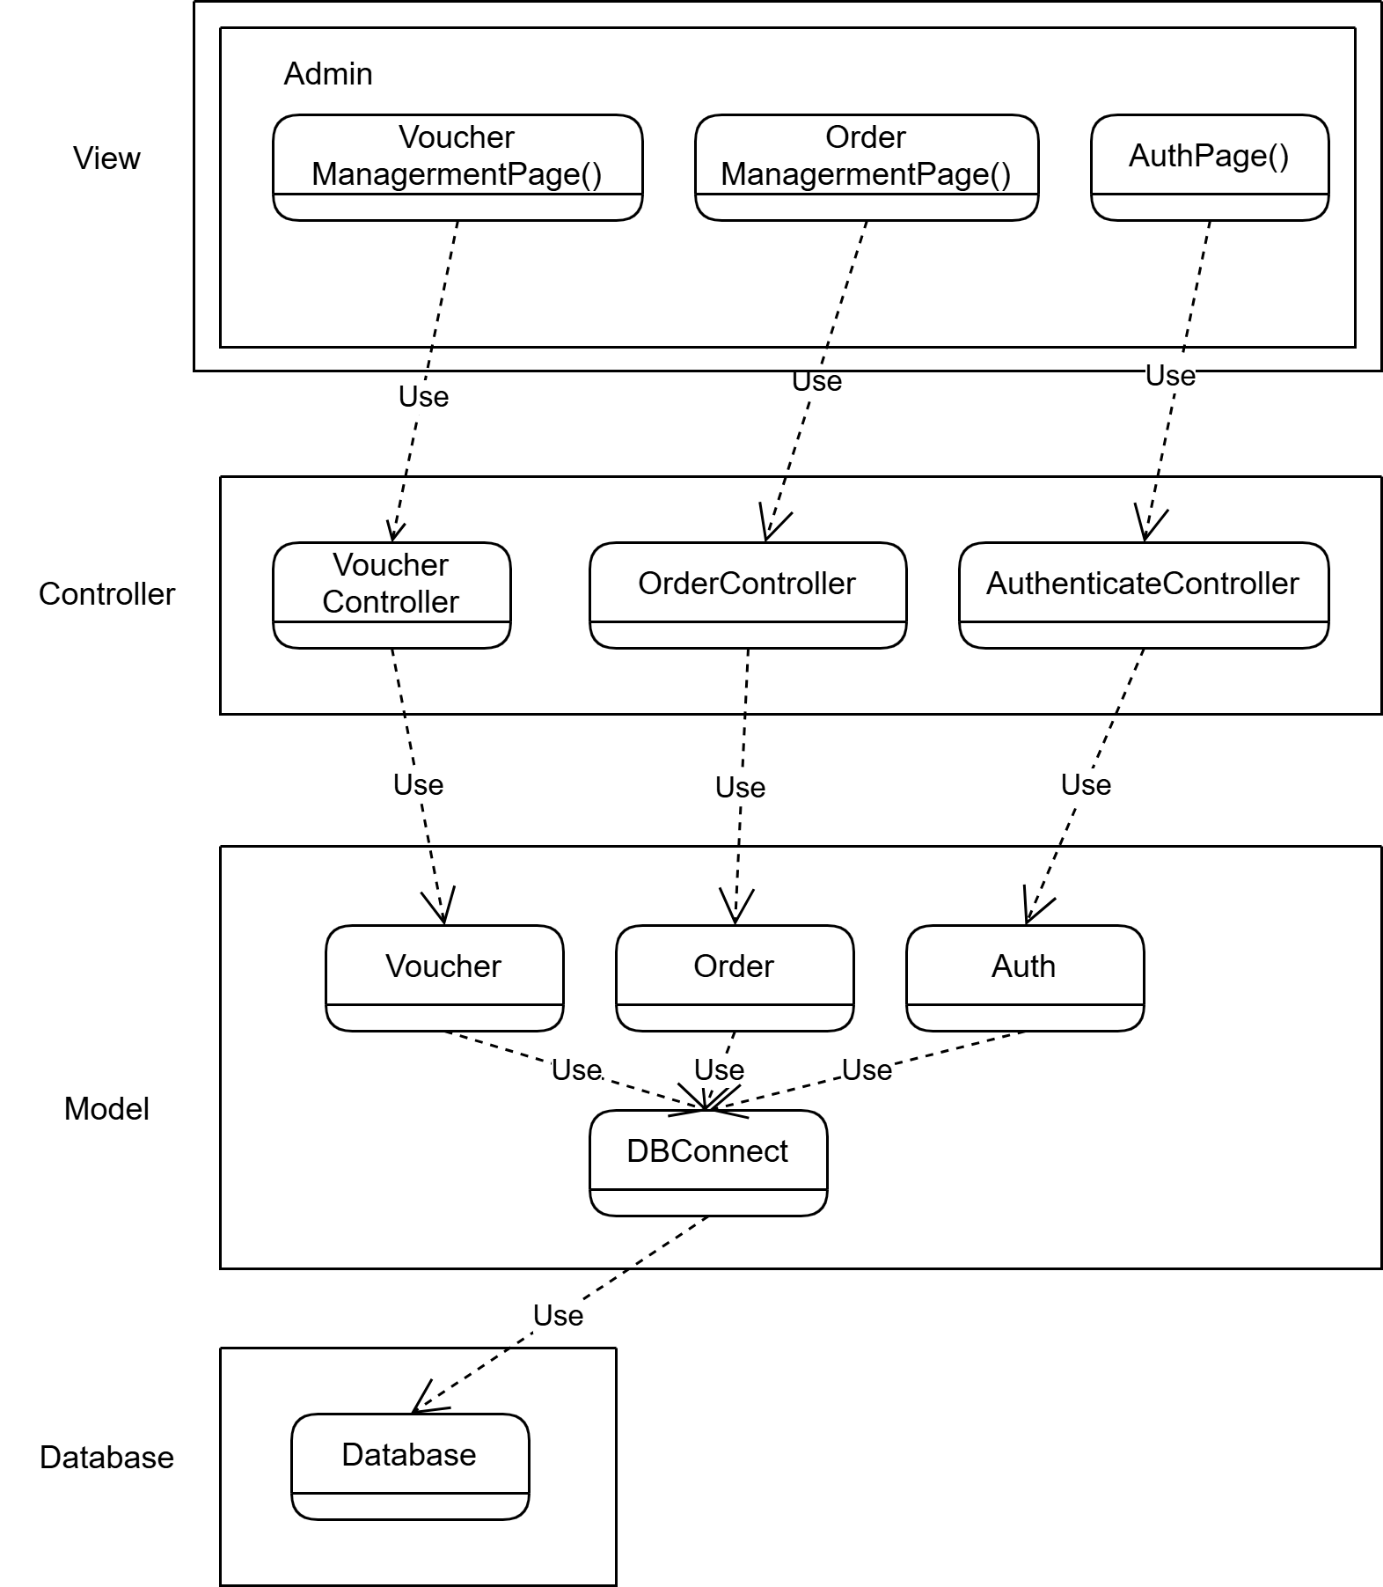 Admin
View
Voucher
ManagermentPage()
Order
ManagermentPage()
AuthPage()
Use
Use
Use
Controller
Voucher
Controller
OrderController
AuthenticateController
Use
Use
Use
Model
Voucher
Order
Auth
Use
Use
Use
DBConnect
Use
Database
Database